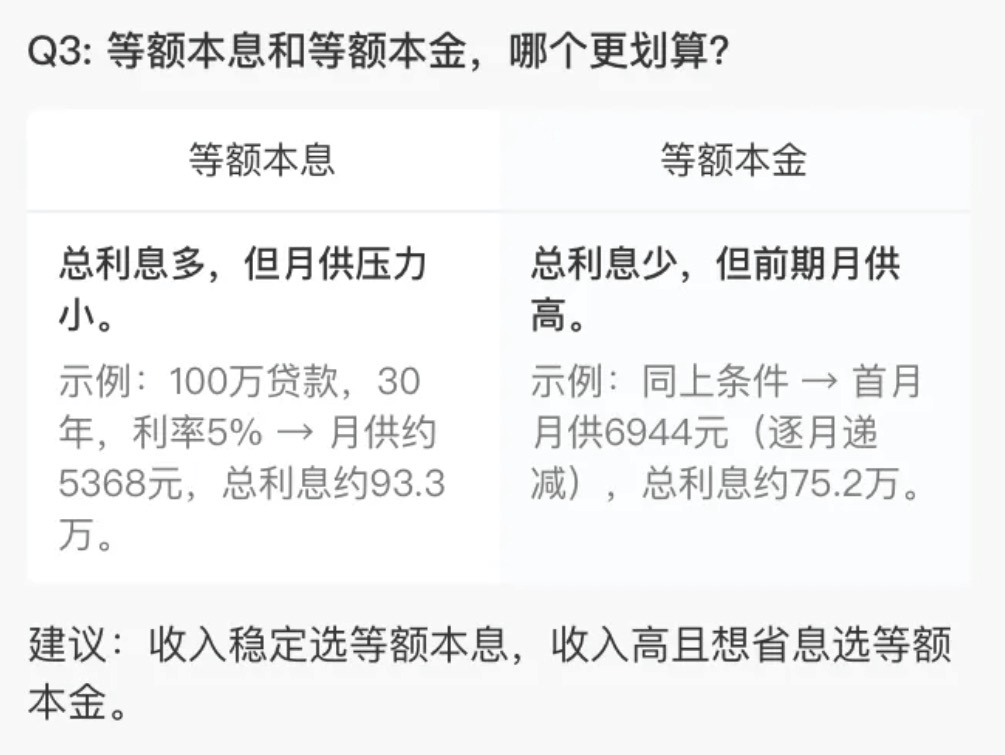 Q3: 等额本息和等额本金，哪个更划算?
等额本息
等额本金
总利息多，但月供压力
小。
示例：100万贷款，30
年，利率5% → 月供约
5368元，总利息约93.3
万。
总利息少，但前期月供
高。
示例：同上条件 → 首月
月供6944元（逐月递
减），总利息约75.2万。
建议：收入稳定选等额本息，收入高且想省息选等额
本金。